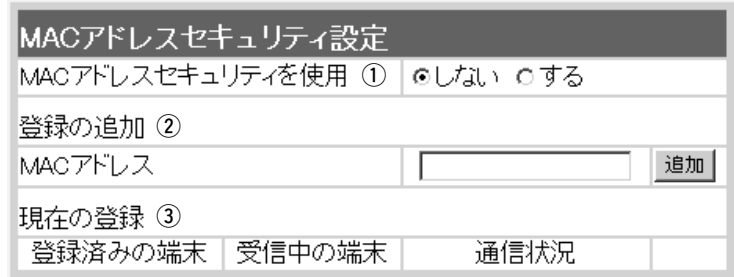 MACアドレスセキュリティ設定
MACアドレスセキュリティを使用 ① しない する
登録の追加 ②
MACアドレス 追加
現在の登録 ③
登録済みの端末 受信中の端末 通信状況